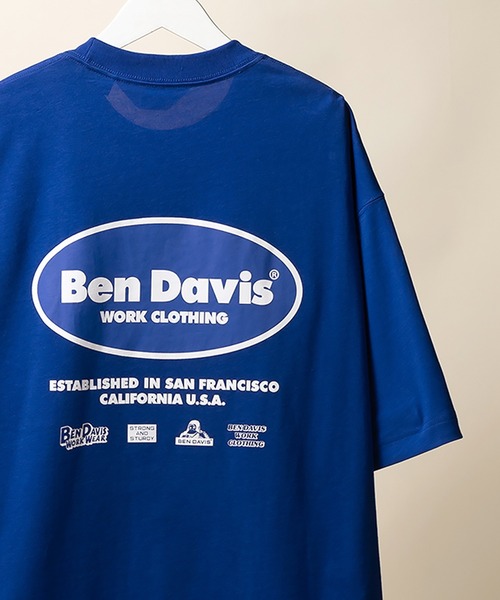 Ben Davis®
WORK CLOTHING
ESTABLISHED IN SAN FRANCISCO
CALIFORNIA U.S.A.
BEN DAVIS
WORK WEAR
STRONG
AND
STURDY
BEN DAVIS
BEN DAVIS
WORK
CLOTHING